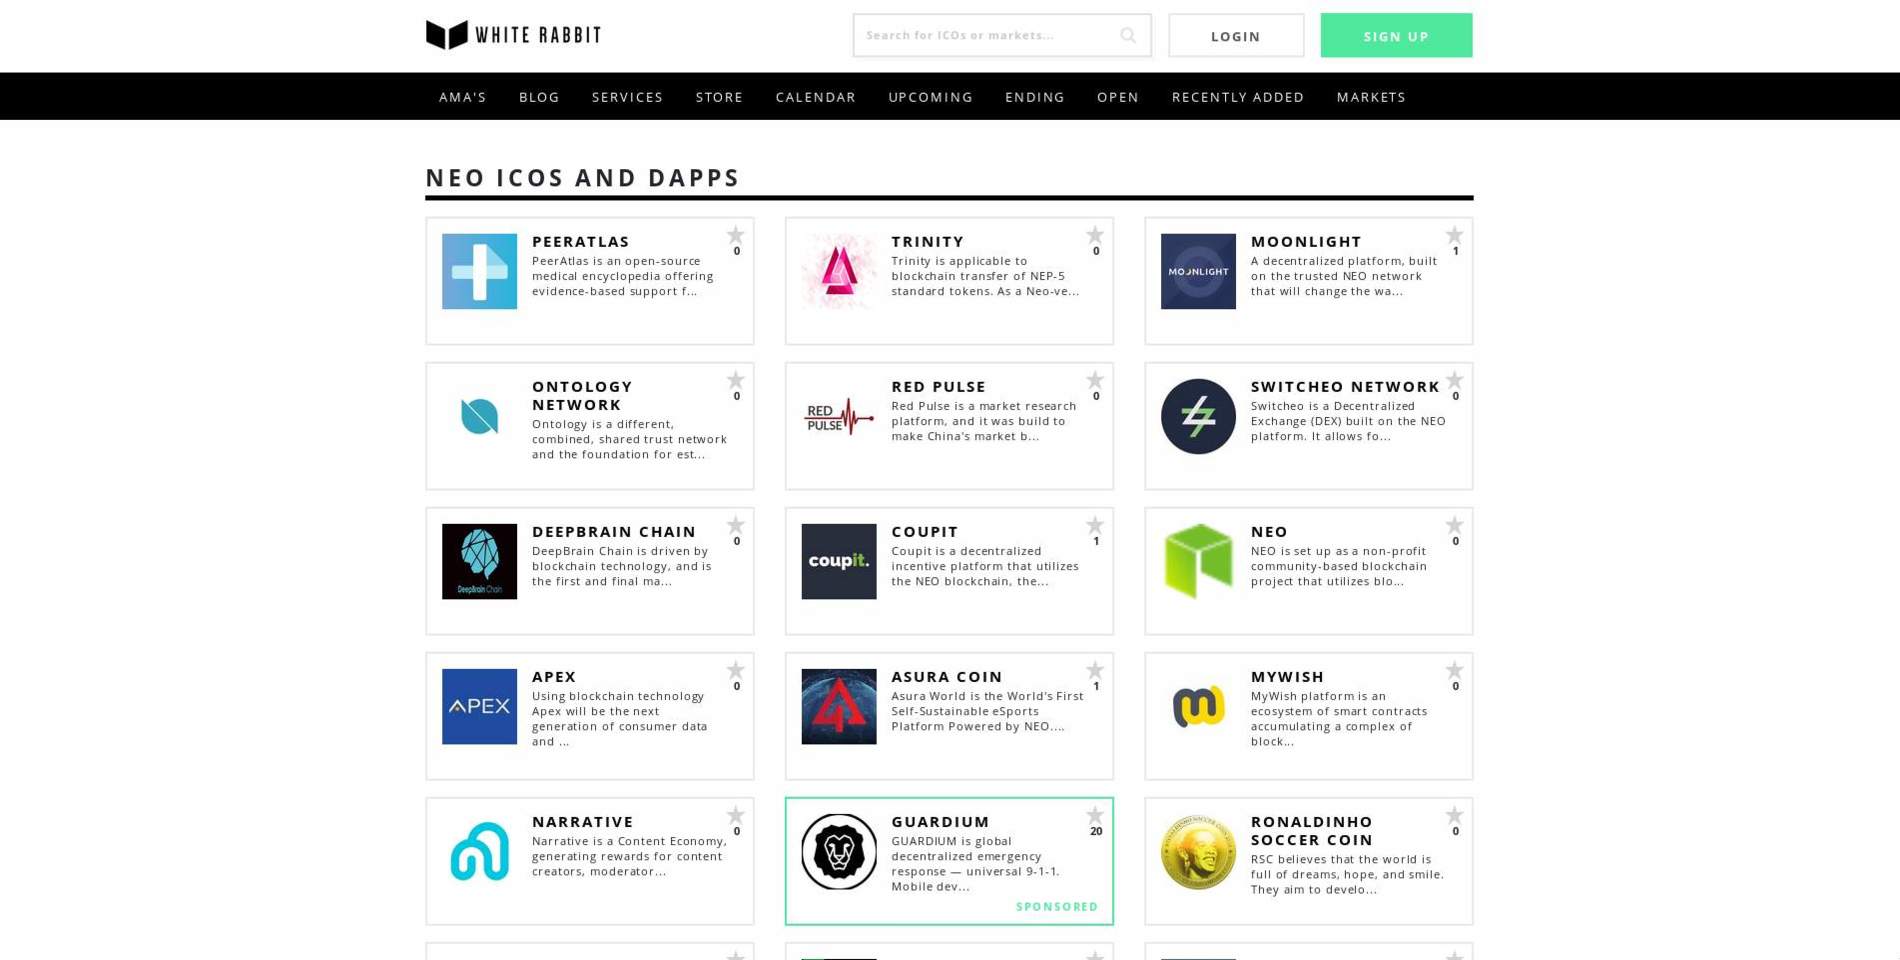 WHITE RABBIT
Search for ICOs or markets...
LOGIN
SIGN UP
AMA'S BLOG SERVICES STORE CALENDAR UPCOMING ENDING OPEN RECENTLY ADDED MARKETS
NEO ICOS AND DAPPS
PEERATLAS
0
PeerAtlas is an open-source
medical encyclopedia offering
evidence-based support f...
TRINITY
0
Trinity is applicable to
blockchain transfer of NEP-5
standard tokens. As a Neo-ve...
MOONLIGHT
MOONLIGHT
1
A decentralized platform, built
on the trusted NEO network
that will change the wa...
ONTOLOGY
NETWORK
0
Ontology is a different,
combined, shared trust network
and the foundation for est...
RED
PULSE
RED PULSE
0
Red Pulse is a market research
platform, and it was build to
make China's market b...
SWITCHEO NETWORK
0
Switcheo is a Decentralized
Exchange (DEX) built on the NEO
platform. It allows fo...
DeepBrain Chain
DEEPBRAIN CHAIN
0
DeepBrain Chain is driven by
blockchain technology, and is
the first and final ma...
coupit.
COUPIT
1
Coupit is a decentralized
incentive platform that utilizes
the NEO blockchain, the...
NEO
0
NEO is set up as a non-profit
community-based blockchain
project that utilizes blo...
APEX
APEX
0
Using blockchain technology
Apex will be the next
generation of consumer data
and ...
ASURA COIN
1
Asura World is the World's First
Self-Sustainable eSports
Platform Powered by NEO....
MYWISH
0
MyWish platform is an
ecosystem of smart contracts
accumulating a complex of
block...
NARRATIVE
0
Narrative is a Content Economy,
generating rewards for content
creators, moderator...
GUARDIUM
20
GUARDIUM is global
decentralized emergency
response — universal 9-1-1.
Mobile dev...
SPONSORED
RONALDINHO
SOCCER COIN
0
RSC believes that the world is
full of dreams, hope, and smile.
They aim to develo...